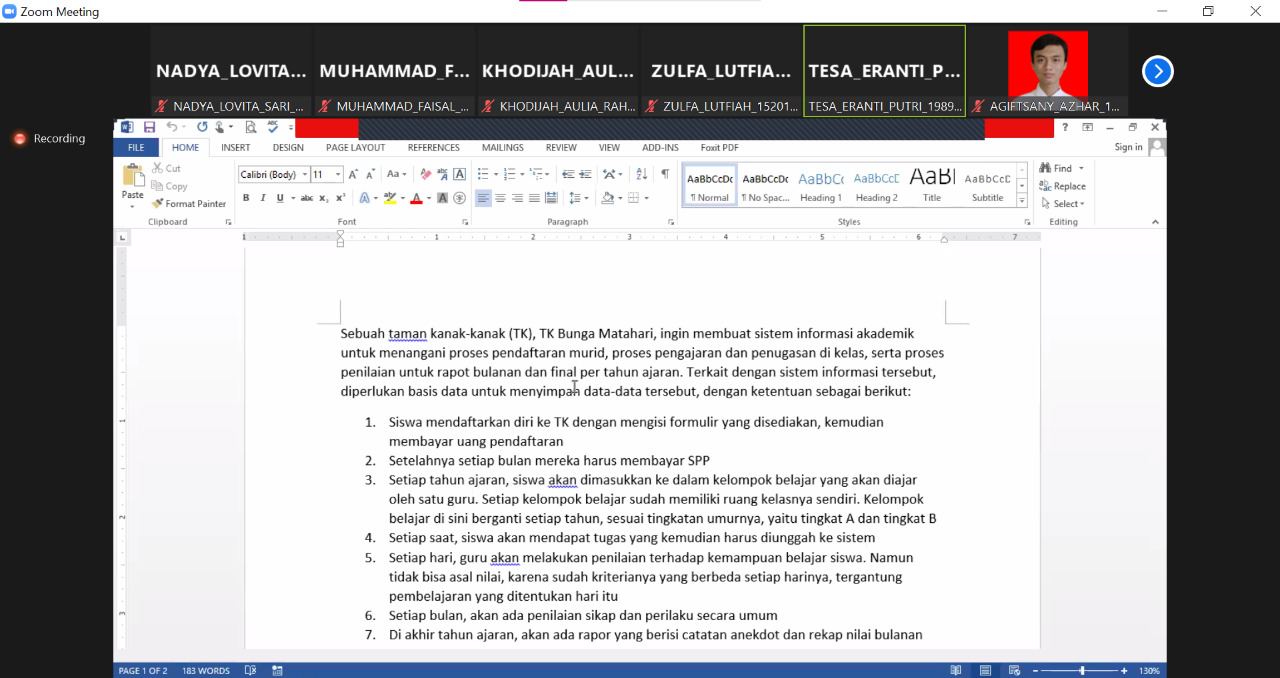 Zoom Meeting
NADYA_LOVITA... MUHAMMAD_F... KHODIJAH_AUL... ZULFA_LUTFIA... TESA_ERANTI_P...
NADYA_LOVITA_SARI_... MUHAMMAD_FAISAL_... KHODIJAH_AULIA_RAH... ZULFA_LUTFIAH_15201... TESA_ERANTI_PUTRI_1989... AGIFTSANY_AZHAR_1...
Recording
FILE HOME INSERT DESIGN PAGE LAYOUT REFERENCES MAILINGS REVIEW VIEW ADD-INS Foxit PDF Sign in
Paste
Cut
Copy
Format Painter
Clipboard
Calibri (Body) 11
Font
Paragraph
AaBbCcDc AaBbCcDc AaBbCc AaBbCcD AaBl AaBbCcD
Normal No Spac... Heading 1 Heading 2 Title Subtitle
Styles
Find
Replace
Select
Editing
1 1 2 3 4 5 6 7
Sebuah taman kanak-kanak (TK), TK Bunga Matahari, ingin membuat sistem informasi akademik
untuk menangani proses pendaftaran murid, proses pengajaran dan penugasan di kelas, serta proses
penilaian untuk rapot bulanan dan final per tahun ajaran. Terkait dengan sistem informasi tersebut,
diperlukan basis data untuk menyimpan data-data tersebut, dengan ketentuan sebagai berikut:
1. Siswa mendaftarkan diri ke TK dengan mengisi formulir yang disediakan, kemudian
membayar uang pendaftaran
2. Setelahnya setiap bulan mereka harus membayar SPP
3. Setiap tahun ajaran, siswa akan dimasukkan ke dalam kelompok belajar yang akan diajar
oleh satu guru. Setiap kelompok belajar sudah memiliki ruang kelasnya sendiri. Kelompok
belajar di sini berganti setiap tahun, sesuai tingkatan umurnya, yaitu tingkat A dan tingkat B
4. Setiap saat, siswa akan mendapat tugas yang kemudian harus diunggah ke sistem
5. Setiap hari, guru akan melakukan penilaian terhadap kemampuan belajar siswa. Namun
tidak bisa asal nilai, karena sudah kriterianya yang berbeda setiap harinya, tergantung
pembelajaran yang ditentukan hari itu
6. Setiap bulan, akan ada penilaian sikap dan perilaku secara umum
7. Di akhir tahun ajaran, akan ada rapor yang berisi catatan anekdot dan rekap nilai bulanan
PAGE 1 OF 2 183 WORDS 130%